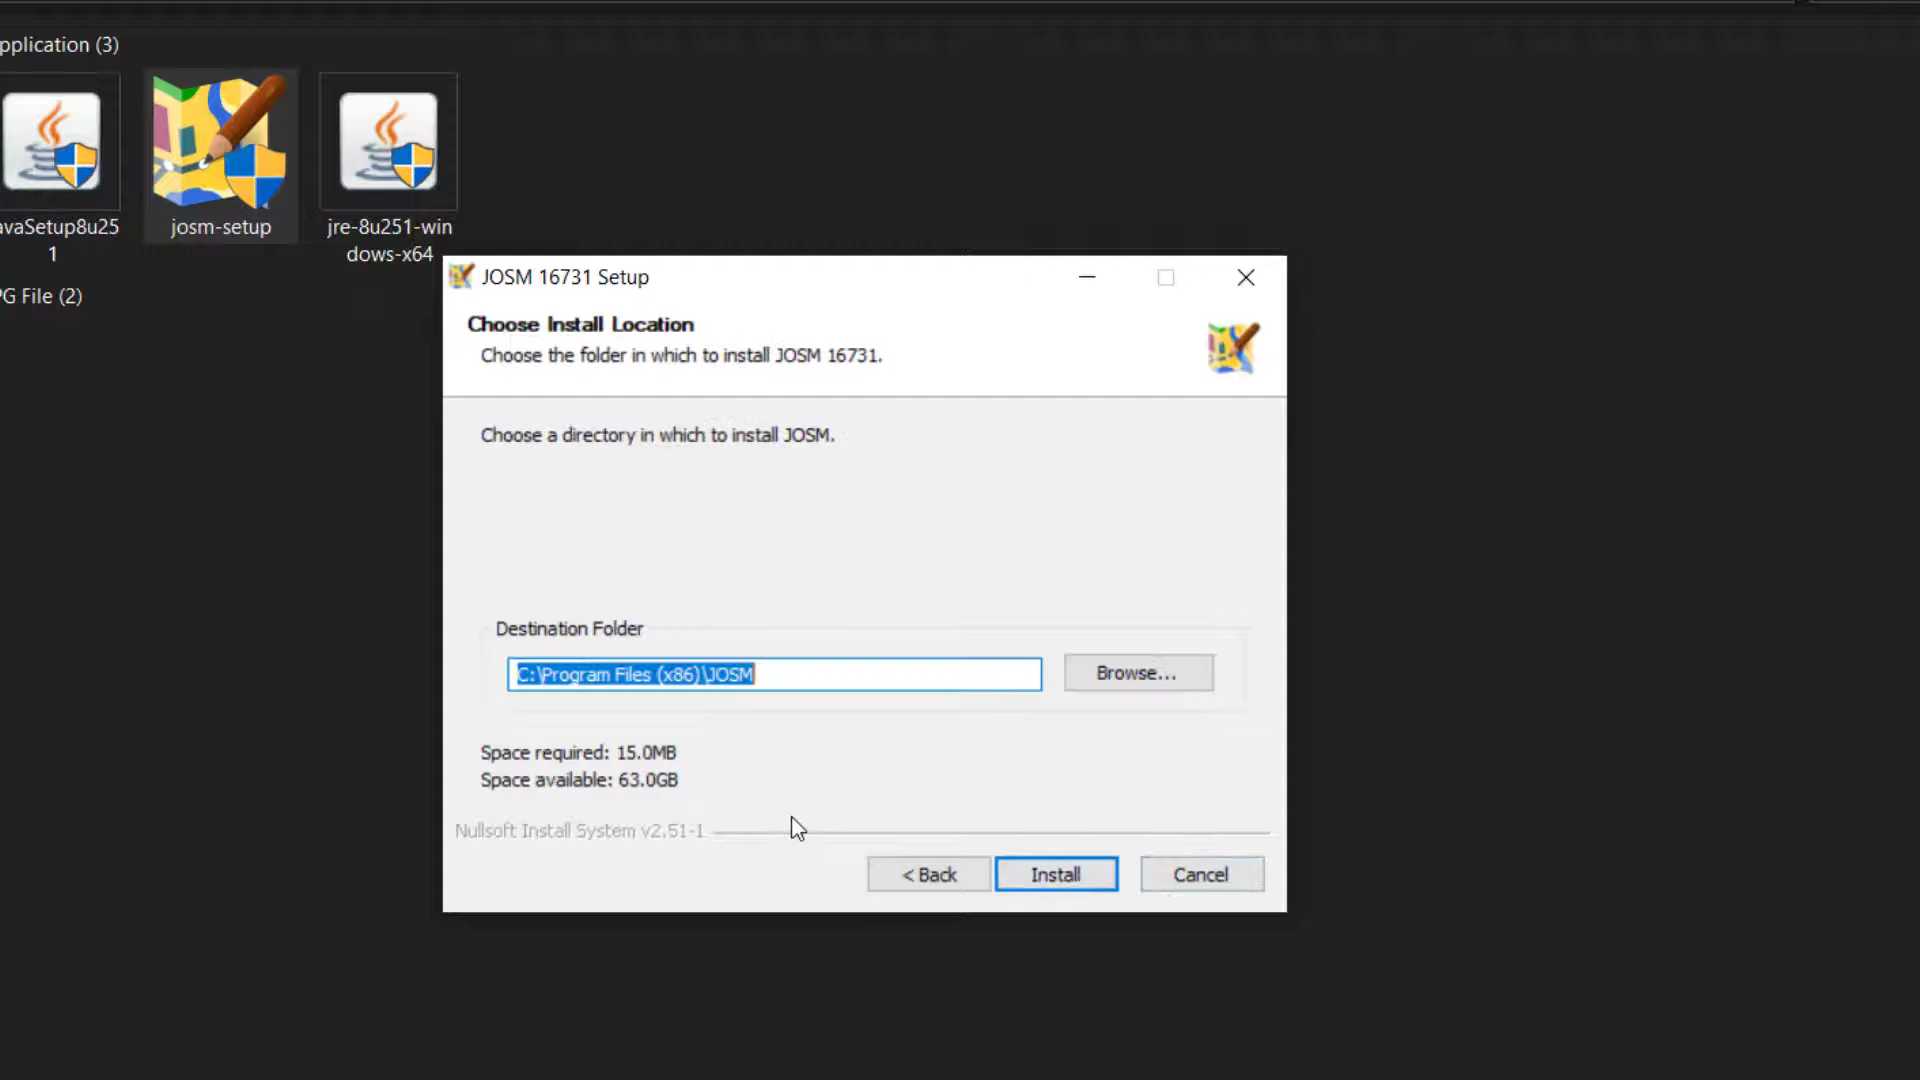 pplication (3)
avaSetup8u25
1
josm-setup
jre-8u251-win
dows-x64
PG File (2)
JOSM 16731 Setup
Choose Install Location
Choose the folder in which to install JOSM 16731.
Choose a directory in which to install JOSM.
Destination Folder
C:\Program Files (x86)\JOSM
Browse...
Space required: 15.0MB
Space available: 63.0GB
Nullsoft Install System v2.51-1
< Back
Install
Cancel